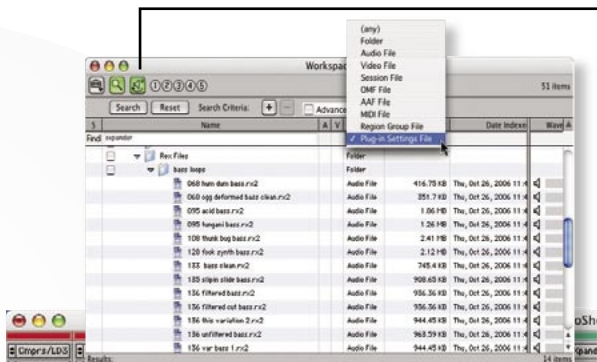 (any)
Folder
Audio File
Video File
Session File
OMF File
AAF File
MIDI File
Region Group File
✓ Plug-in Settings File
Workspa
①②③④⑤
51 items
Search Reset Search Criteria: + − Advance
S Name A V Date Indexe Wave A
Find expander
Rex Files Folder
bass loops Folder
068 hum dum bass.rx2 Audio File 416.75 KB Thu, Oct 26, 2006 11:4
068 ogg deformed bass clean.rx2 Audio File 351.7 KB Thu, Oct 26, 2006 11:4
095 acid bass.rx2 Audio File 1.06 MB Thu, Oct 26, 2006 11:4
095 fungani bass.rx2 Audio File 1.26 MB Thu, Oct 26, 2006 11:4
108 thunk bug bass.rx2 Audio File 2.41 MB Thu, Oct 26, 2006 11:4
128 fook zynth bass.rx2 Audio File 2.12 MB Thu, Oct 26, 2006 11:4
133 bass clean.rx2 Audio File 745.4 KB Thu, Oct 26, 2006 11:4
135 slipin slide bass.rx2 Audio File 908.65 KB Thu, Oct 26, 2006 11:4
136 filtered bass.rx2 Audio File 936.36 KB Thu, Oct 26, 2006 11:4
136 filtered out bass.rx2 Audio File 936.36 KB Thu, Oct 26, 2006 11:4
136 this variation 2.rx2 Audio File 944.45 KB Thu, Oct 26, 2006 11:4
136 unfiltered bass.rx2 Audio File 963.59 KB Thu, Oct 26, 2006 11:4
136 var bass 1.rx2 Audio File 944.45 KB Thu, Oct 26, 2006 11:4
Results: 14 items
Cmprs/LD3
oSh
Xpand